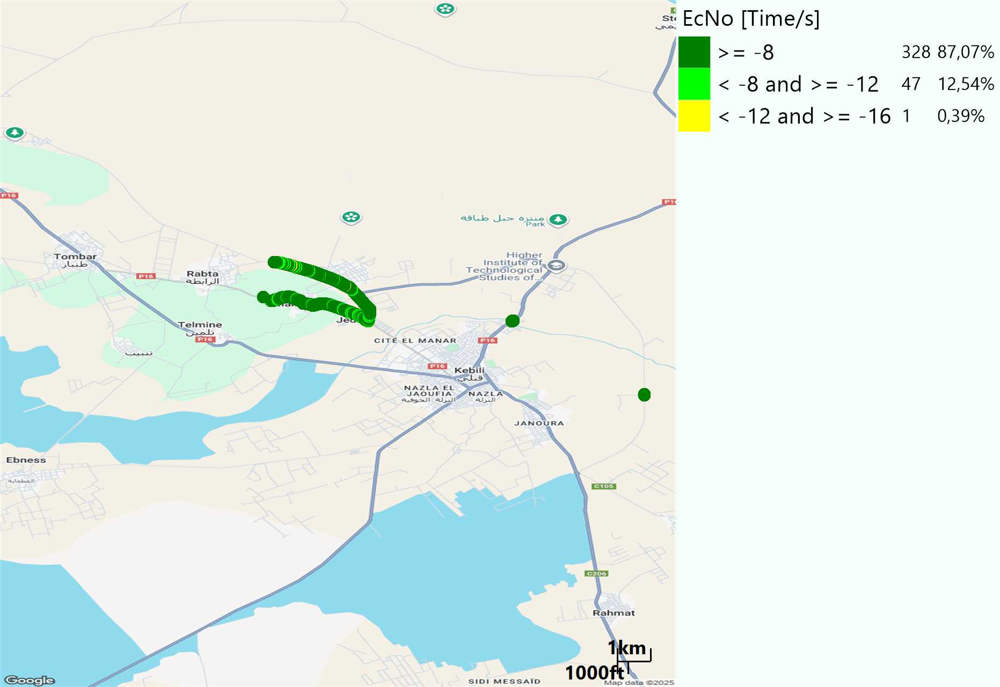 EcNo [Time/s]
>= -8 328 87,07%
< -8 and >= -12 47 12,54%
< -12 and >= -16 1 0,39%
P16
P16
منتزه جبل طباقة
Park
Tombar
طنبار
Rabta
الرابطة
P16
Higher
Institute of
Technological
Studies of...
Telmine
تلمين
P16
تنبيب
CITÉ EL MANAR
P16
P16
Kebili
قبلي
NAZLA EL
JAOUFIA
النزلة الجوفية
NAZLA
النزلة
JANOURA
Ebness
القطعاية
C105
C206
Rahmat
1km
1000ft
SIDI MESSAÏD
Google
Map data ©2025